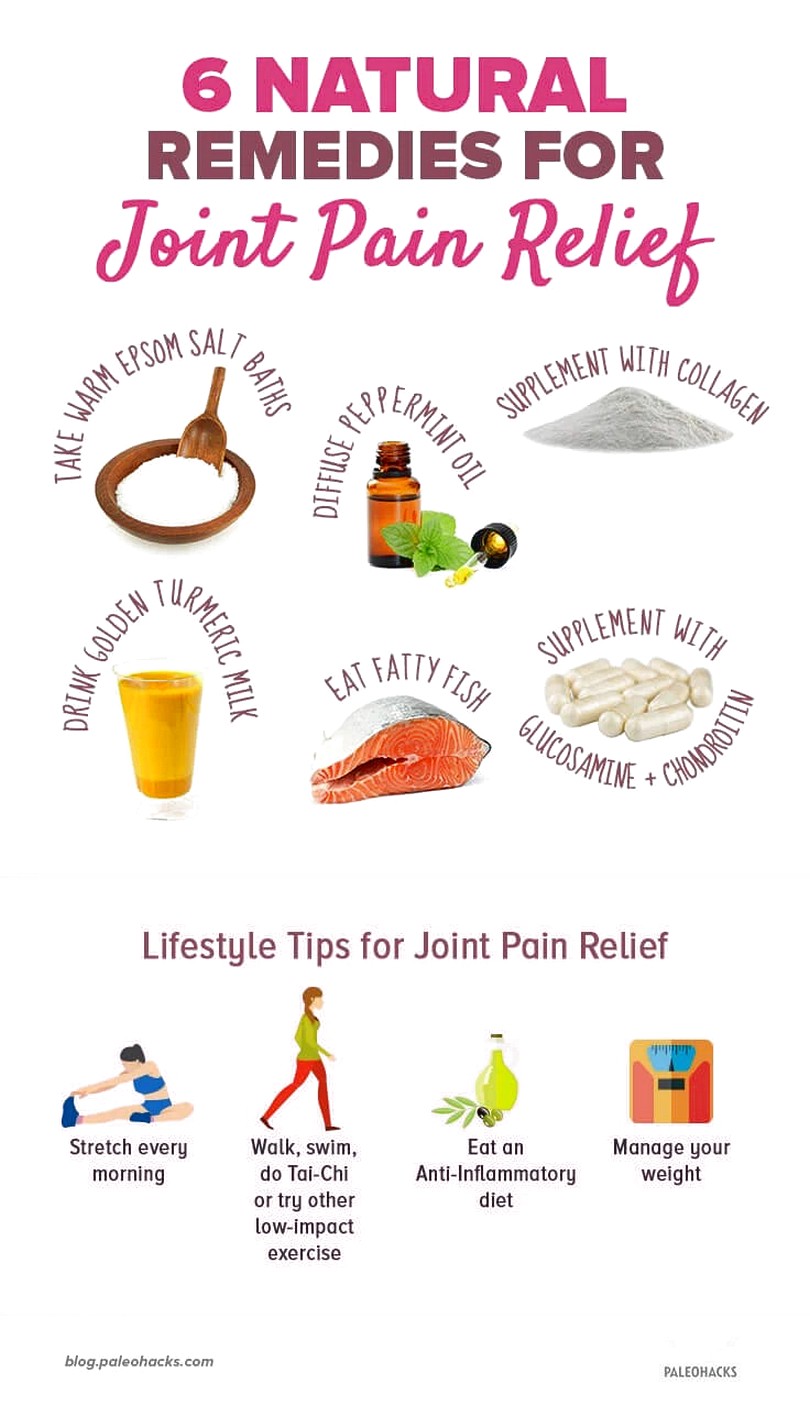 6 NATURAL
REMEDIES FOR
Joint Pain Relief
TAKE WARM EPSOM SALT BATHS
DIFFUSE PEPPERMINT OIL
SUPPLEMENT WITH COLLAGEN
DRINK GOLDEN TURMERIC MILK
EAT FATTY FISH
SUPPLEMENT WITH
GLUCOSAMINE + CHONDROITIN
Lifestyle Tips for Joint Pain Relief
Stretch every
morning
Walk, swim,
do Tai-Chi
or try other
low-impact
exercise
Eat an
Anti-Inflammatory
diet
Manage your
weight
blog.paleohacks.com
PALEOHACKS